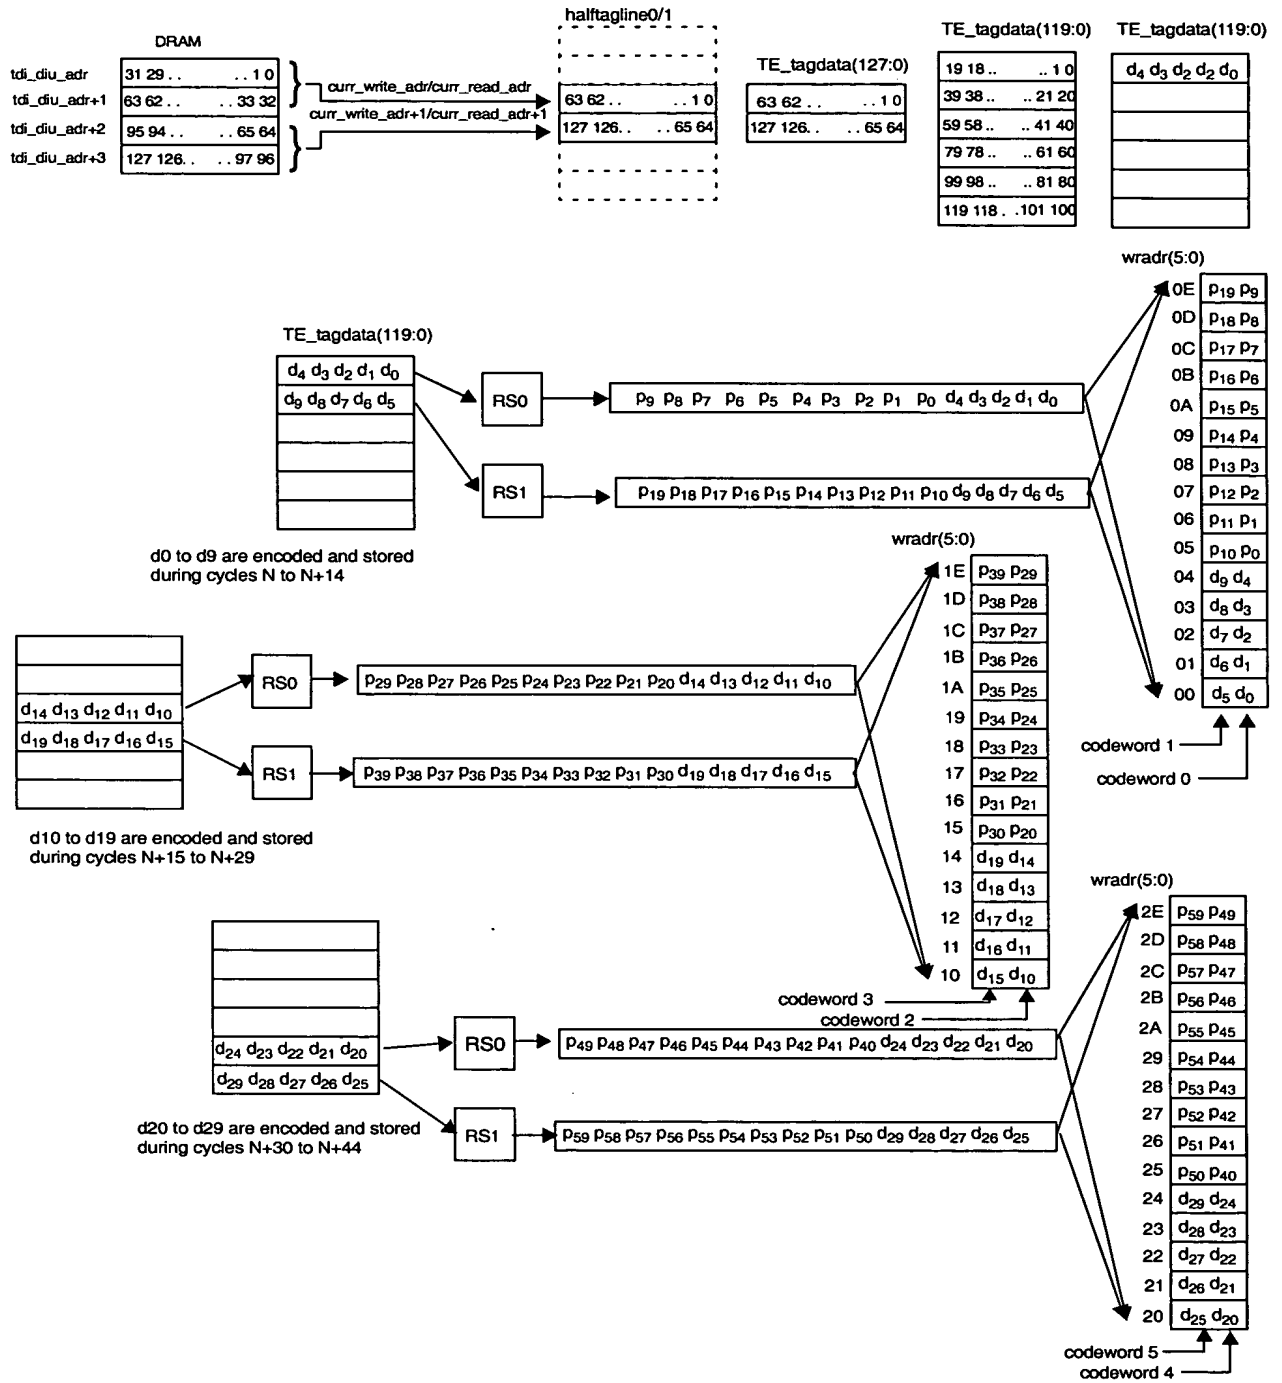 halftagline0/1
DRAM
TE_tagdata(119:0)
TE_tagdata(119:0)
tdi_diu_adr 31 29 . . . . 1 0
tdi_diu_adr+1 63 62 . . . . 33 32
tdi_diu_adr+2 95 94 . . . . 65 64
tdi_diu_adr+3 127 126. . . . 97 96
curr_write_adr/curr_read_adr
curr_write_adr+1/curr_read_adr+1
63 62 . . . . 1 0
127 126. . . . 65 64
TE_tagdata(127:0)
63 62 . . . . 1 0
127 126. . . . 65 64
19 18 . . . . 1 0
39 38 . . . . 21 20
59 58 . . . . 41 40
79 78 . . . . 61 60
99 98 . . . . 81 80
119 118 . . .101 100
d4 d3 d2 d2 d0
wradr(5:0)
0E p19 p9
0D p18 p8
0C p17 p7
0B p16 p6
0A p15 p5
09 p14 p4
08 p13 p3
07 p12 p2
06 p11 p1
05 p10 p0
04 d9 d4
03 d8 d3
02 d7 d2
01 d6 d1
00 d5 d0
codeword 1
codeword 0
TE_tagdata(119:0)
d4 d3 d2 d1 d0
d9 d8 d7 d6 d5
RS0
p9 p8 p7 p6 p5 p4 p3 p2 p1 p0 d4 d3 d2 d1 d0
RS1
p19 p18 p17 p16 p15 p14 p13 p12 p11 p10 d9 d8 d7 d6 d5
d0 to d9 are encoded and stored
during cycles N to N+14
wradr(5:0)
1E p39 p29
1D p38 p28
1C p37 p27
1B p36 p26
1A p35 p25
19 p34 p24
18 p33 p23
17 p32 p22
16 p31 p21
15 p30 p20
14 d19 d14
13 d18 d13
12 d17 d12
11 d16 d11
10 d15 d10
codeword 3
codeword 2
d14 d13 d12 d11 d10
d19 d18 d17 d16 d15
RS0
p29 p28 p27 p26 p25 p24 p23 p22 p21 p20 d14 d13 d12 d11 d10
RS1
p39 p38 p37 p36 p35 p34 p33 p32 p31 p30 d19 d18 d17 d16 d15
d10 to d19 are encoded and stored
during cycles N+15 to N+29
wradr(5:0)
2E p59 p49
2D p58 p48
2C p57 p47
2B p56 p46
2A p55 p45
29 p54 p44
28 p53 p43
27 p52 p42
26 p51 p41
25 p50 p40
24 d29 d24
23 d28 d23
22 d27 d22
21 d26 d21
20 d25 d20
codeword 5
codeword 4
d24 d23 d22 d21 d20
d29 d28 d27 d26 d25
RS0
p49 p48 p47 p46 p45 p44 p43 p42 p41 p40 d24 d23 d22 d21 d20
RS1
p59 p58 p57 p56 p55 p54 p53 p52 p51 p50 d29 d28 d27 d26 d25
d20 to d29 are encoded and stored
during cycles N+30 to N+44